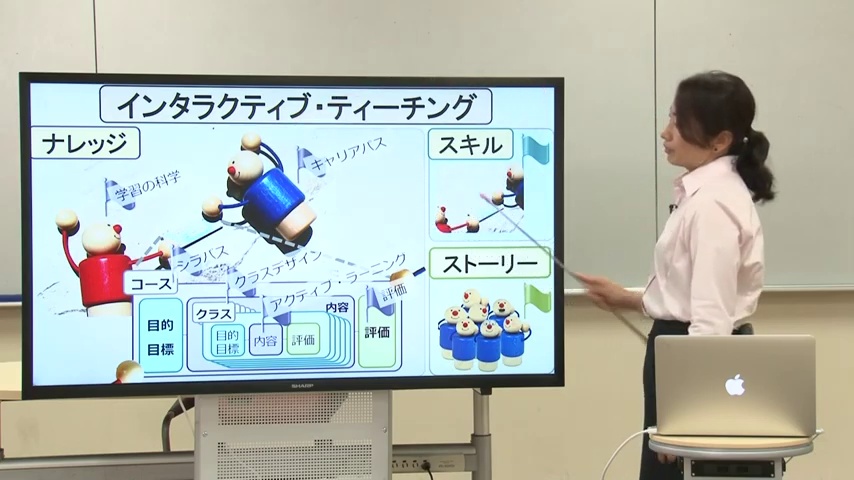 インタラクティブ・ティーチング
ナレッジ
スキル
キャリアパス
学習の科学
シラバス
クラスデザイン
アクティブ・ラーニング
評価
ストーリー
コース
目的
目標
クラス
内容
目的
目標
内容
評価
評価
SHARP